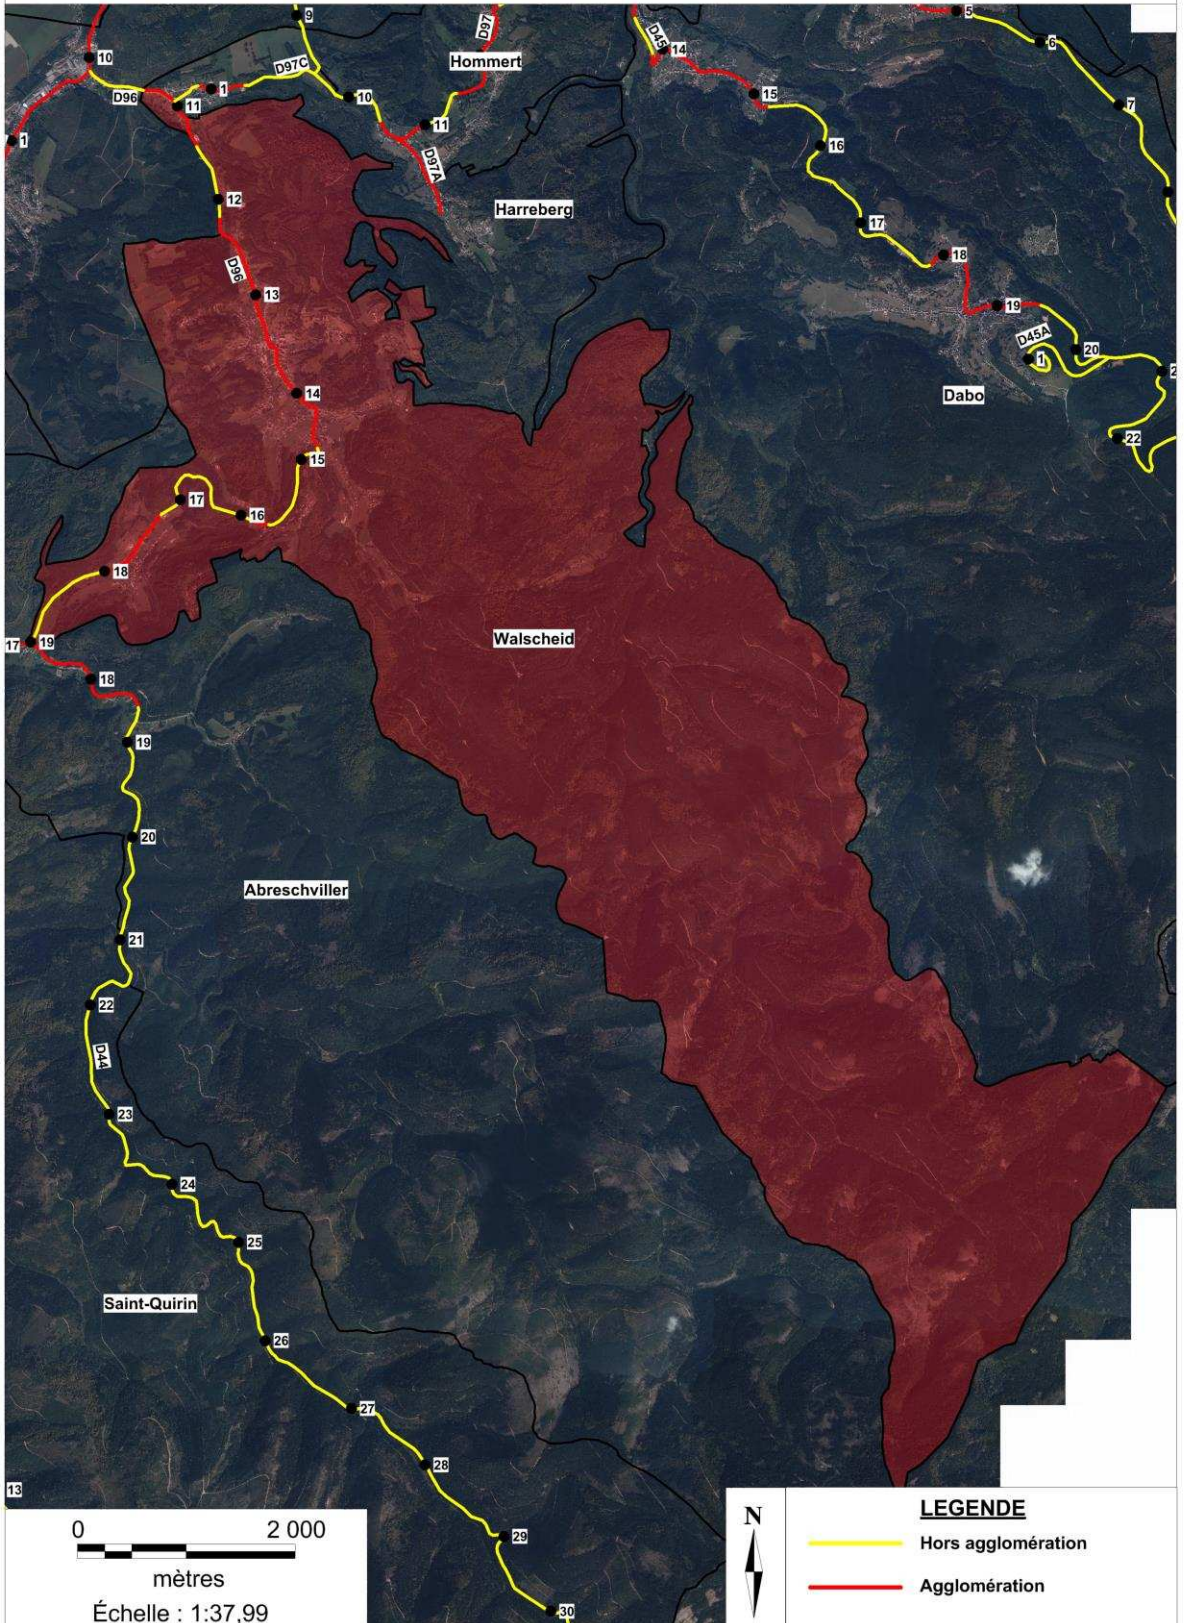 9
D97
5
10
Hommert
D45
14
6
D97C
1
D96
11
10
15
7
1
11
16
12
D97A
Harreberg
17
D96
18
13
19
D45A
20
1
2
14
Dabo
22
15
17
16
18
Walscheid
17
19
18
19
20
Abreschviller
21
22
D44
23
24
25
Saint-Quirin
26
27
28
13
29
30
0 2 000
mètres
Échelle : 1:37,99
N
LEGENDE
Hors agglomération
Agglomération